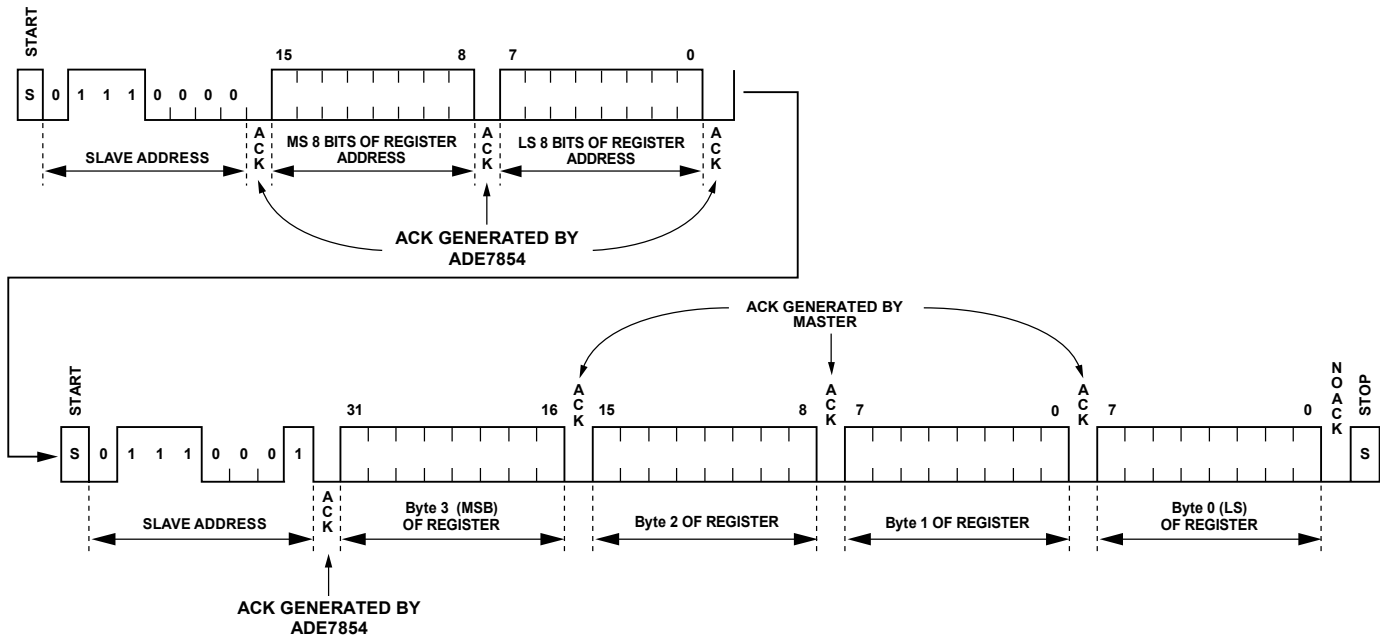 START
15 8 7 0
S 0 1 1 1 0 0 0 0
ACK
ACK
ACK
SLAVE ADDRESS
MS 8 BITS OF REGISTER
ADDRESS
LS 8 BITS OF REGISTER
ADDRESS
ACK GENERATED BY
ADE7854
ACK GENERATED BY
MASTER
START
31 16
ACK
15 8
ACK
7 0
ACK
7 0
NO ACK
STOP
S 0 1 1 1 0 0 0 1
S
ACK
SLAVE ADDRESS
Byte 3 (MSB)
OF REGISTER
Byte 2 OF REGISTER
Byte 1 OF REGISTER
Byte 0 (LS)
OF REGISTER
ACK GENERATED BY
ADE7854